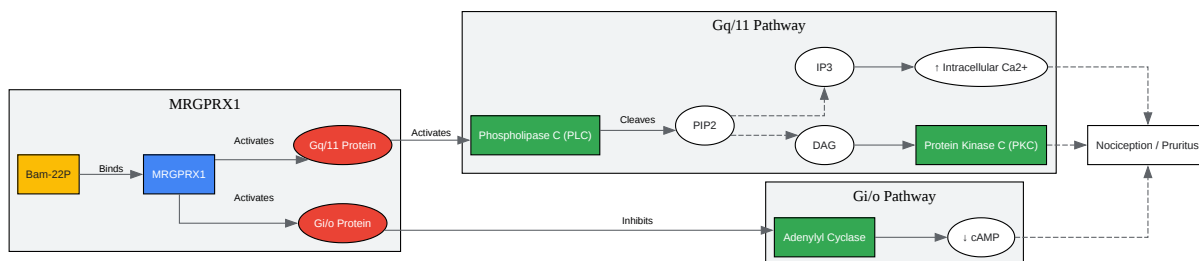 Gq/11 Pathway
IP3
↑ Intracellular Ca2+
MRGPRX1
Activates
Gq/11 Protein
Activates
Phospholipase C (PLC)
Cleaves
PIP2
DAG
Protein Kinase C (PKC)
Nociception / Pruritus
Bam-22P
Binds
MRGPRX1
Activates
Gi/o Protein
Inhibits
Gi/o Pathway
Adenylyl Cyclase
↓ cAMP